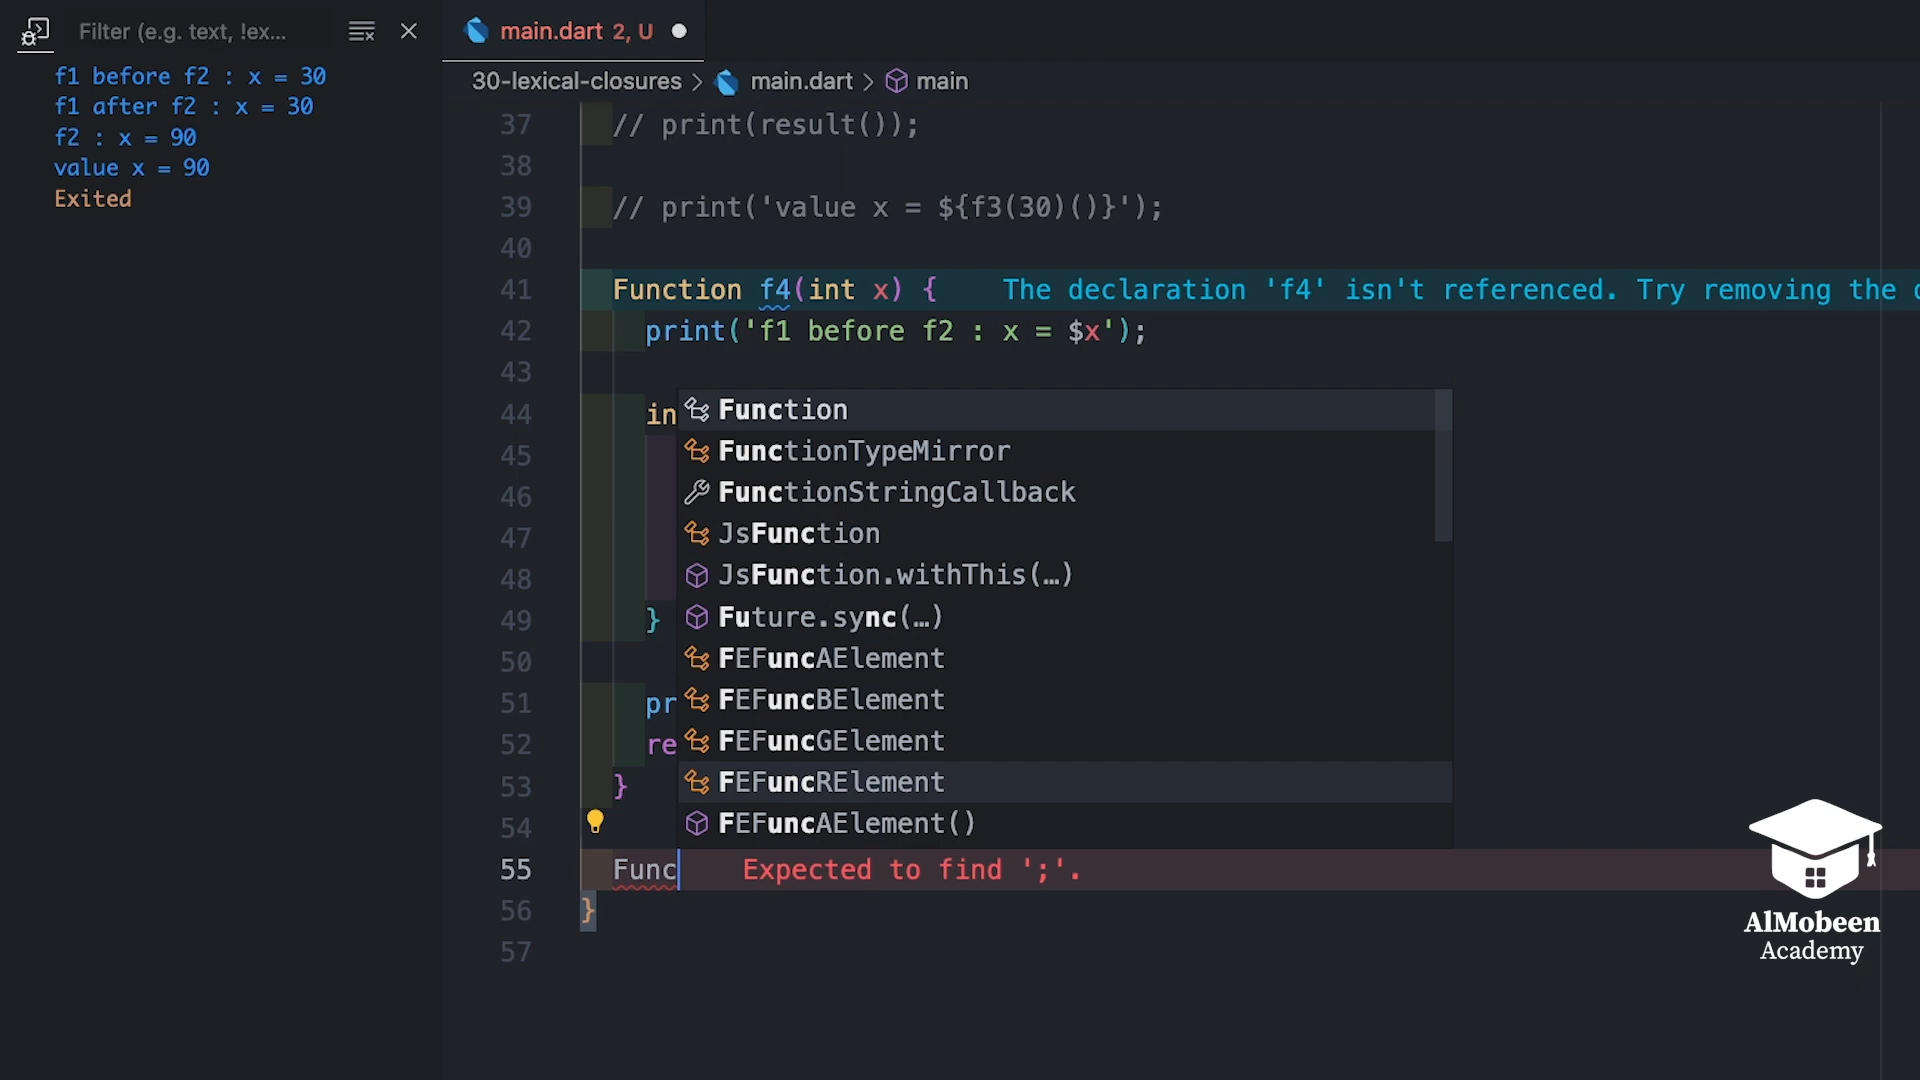 Filter (e.g. text, !ex...
main.dart 2, U
f1 before f2 : x = 30
f1 after f2 : x = 30
f2 : x = 90
value x = 90
Exited
30-lexical-closures > main.dart > main
37 // print(result());
38
39 // print('value x = ${f3(30)()}');
40
41 Function f4(int x) { The declaration 'f4' isn't referenced. Try removing the
42 print('f1 before f2 : x = $x');
43
44 in
45
46
47
48
49 }
50
51 pr
52 re
53 }
54
55 Func Expected to find ';'.
56 }
57
Function
FunctionTypeMirror
FunctionStringCallback
JsFunction
JsFunction.withThis(…)
Future.sync(…)
FEFuncAElement
FEFuncBElement
FEFuncGElement
FEFuncRElement
FEFuncAElement()
AlMobeen
Academy